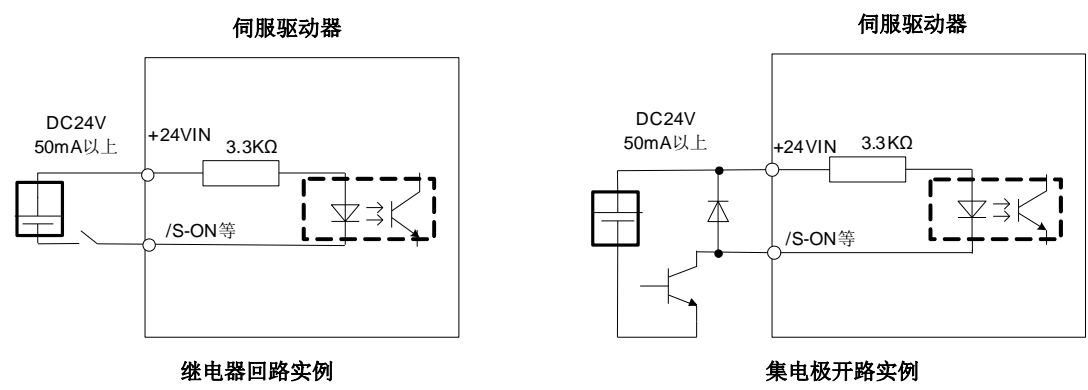 伺服驱动器
DC24V
50mA以上
+24VIN
3.3KΩ
/S-ON等
继电器回路实例
伺服驱动器
DC24V
50mA以上
+24VIN
3.3KΩ
/S-ON等
集电极开路实例